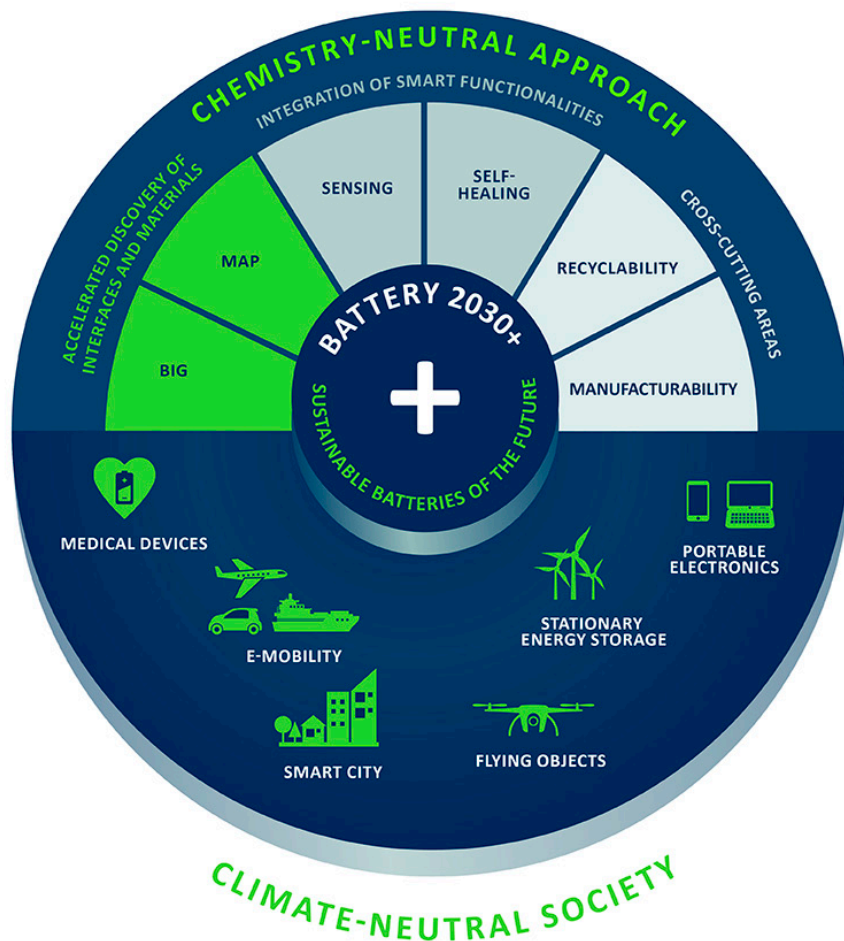 CHEMISTRY-NEUTRAL APPROACH
INTEGRATION OF SMART FUNCTIONALITIES
ACCELERATED DISCOVERY OF
INTERFACES AND MATERIALS
CROSS-CUTTING AREAS
BIG
MAP
SENSING
SELF-
HEALING
RECYCLABILITY
MANUFACTURABILITY
BATTERY 2030+
SUSTAINABLE BATTERIES OF THE FUTURE
MEDICAL DEVICES
E-MOBILITY
SMART CITY
FLYING OBJECTS
STATIONARY
ENERGY STORAGE
PORTABLE
ELECTRONICS
CLIMATE-NEUTRAL SOCIETY